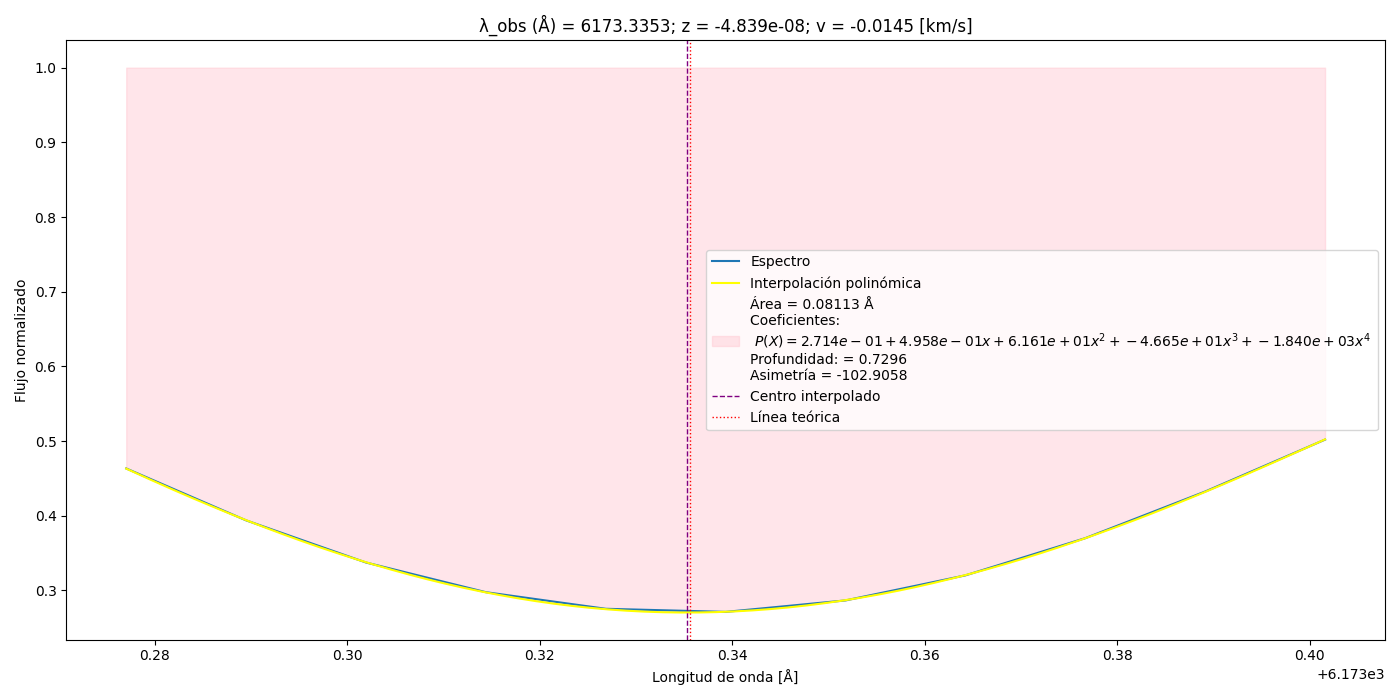 λ_obs (Å) = 6173.3353; z = -4.839e-08; v = -0.0145 [km/s]
Flujo normalizado
1.0
0.9
0.8
0.7
0.6
0.5
0.4
0.3
Espectro
Interpolación polinómica
Área = 0.08113 Å
Coeficientes:
P(X) = 2.714e − 01 + 4.958e − 01x + 6.161e + 01x² + −4.665e + 01x³ + −1.840e + 03x⁴
Profundidad: = 0.7296
Asimetría = -102.9058
Centro interpolado
Línea teórica
0.28 0.30 0.32 0.34 0.36 0.38 0.40
+6.173e3
Longitud de onda [Å]